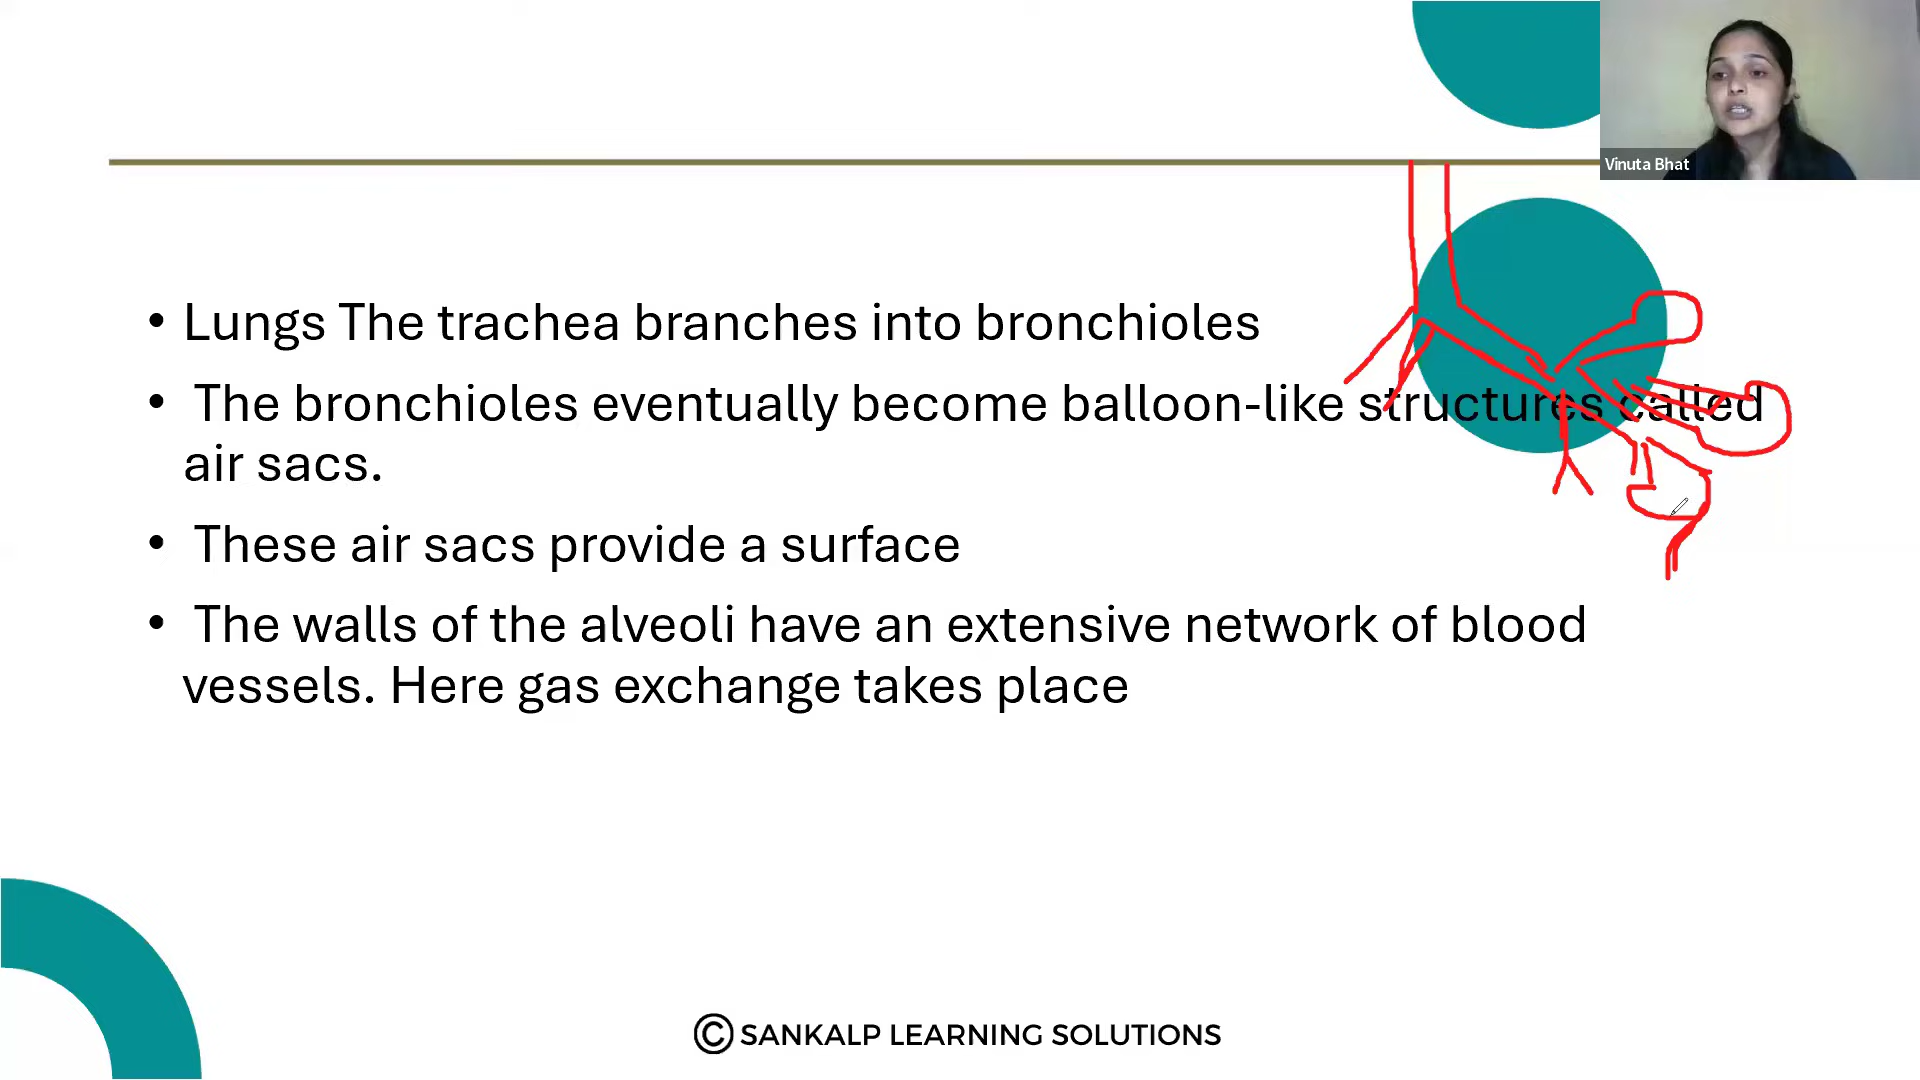 Vinuta Bhat
• Lungs The trachea branches into bronchioles
• The bronchioles eventually become balloon-like structures called
air sacs.
• These air sacs provide a surface
• The walls of the alveoli have an extensive network of blood
vessels. Here gas exchange takes place
© SANKALP LEARNING SOLUTIONS